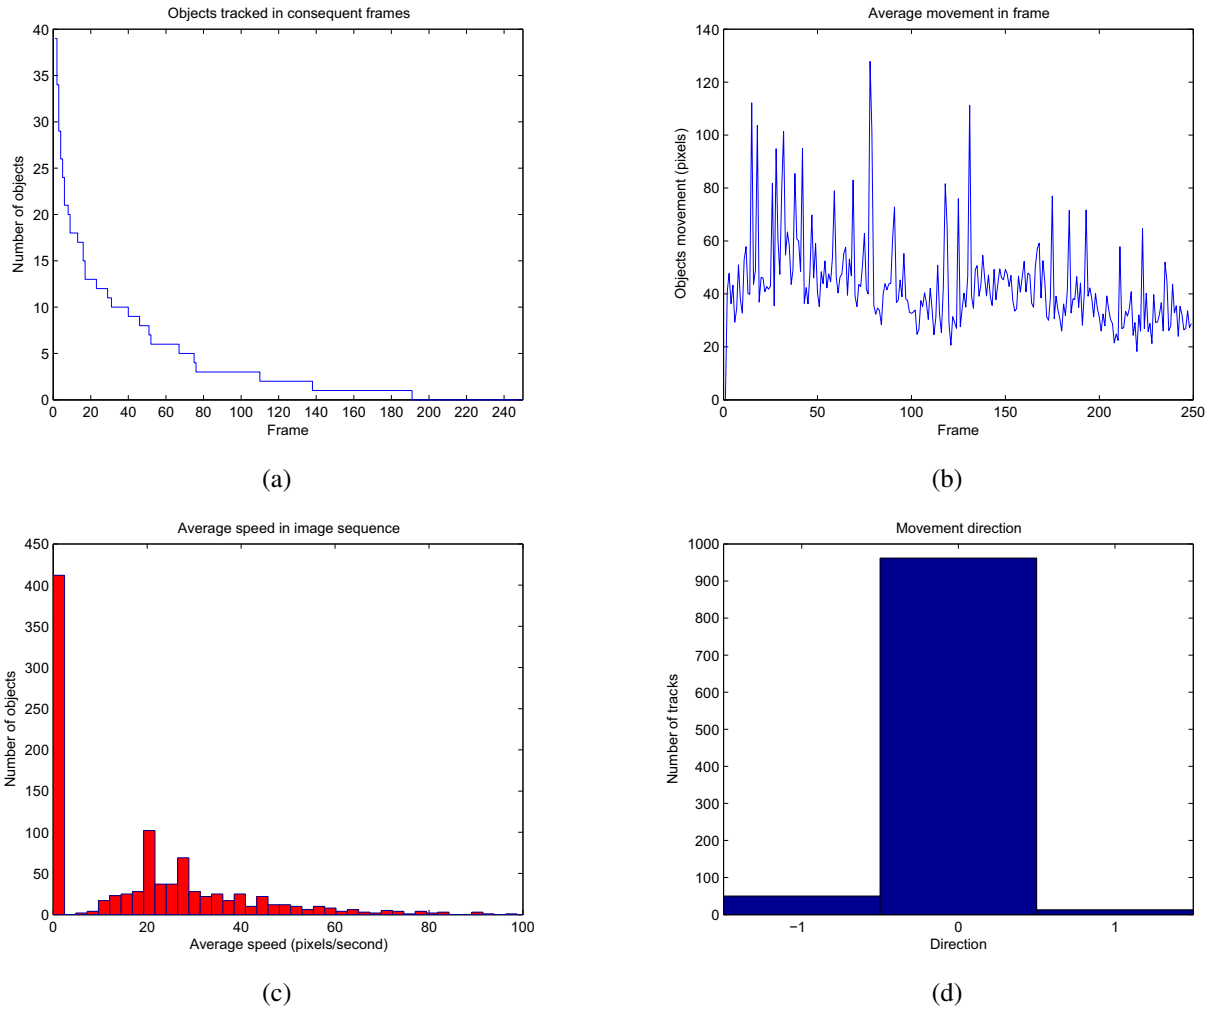 Objects tracked in consequent frames
40
35
30
25
20
15
10
5
0
Number of objects
0 20 40 60 80 100 120 140 160 180 200 220 240
Frame
(a)
Average movement in frame
140
120
100
80
60
40
20
0
Objects movement (pixels)
0 50 100 150 200 250
Frame
(b)
Average speed in image sequence
450
400
350
300
250
200
150
100
50
0
Number of objects
0 20 40 60 80 100
Average speed (pixels/second)
(c)
Movement direction
1000
900
800
700
600
500
400
300
200
100
0
Number of tracks
−1 0 1
Direction
(d)